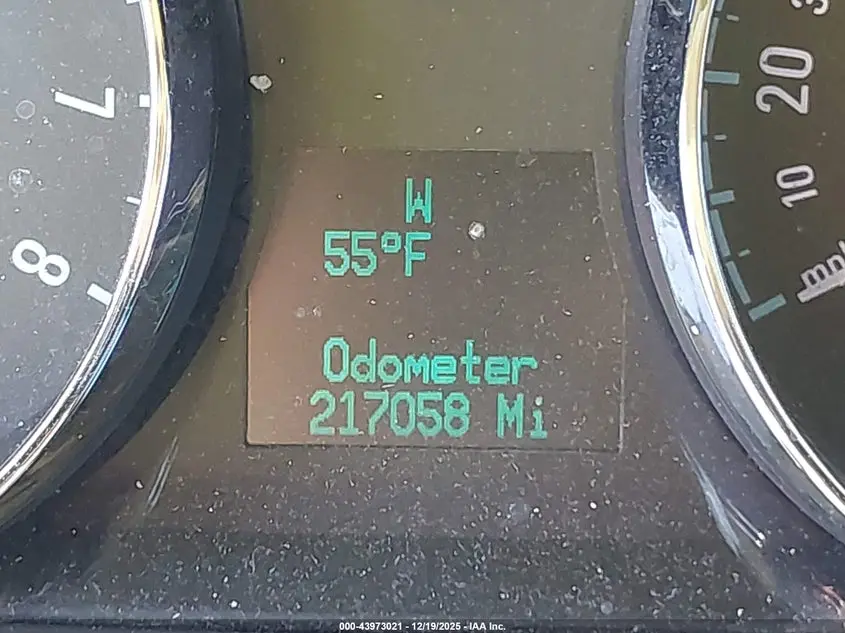 7
8
W
55°F
Odometer
217058 Mi
20
10
000-43973021 - 12/19/2025 - IAA Inc.